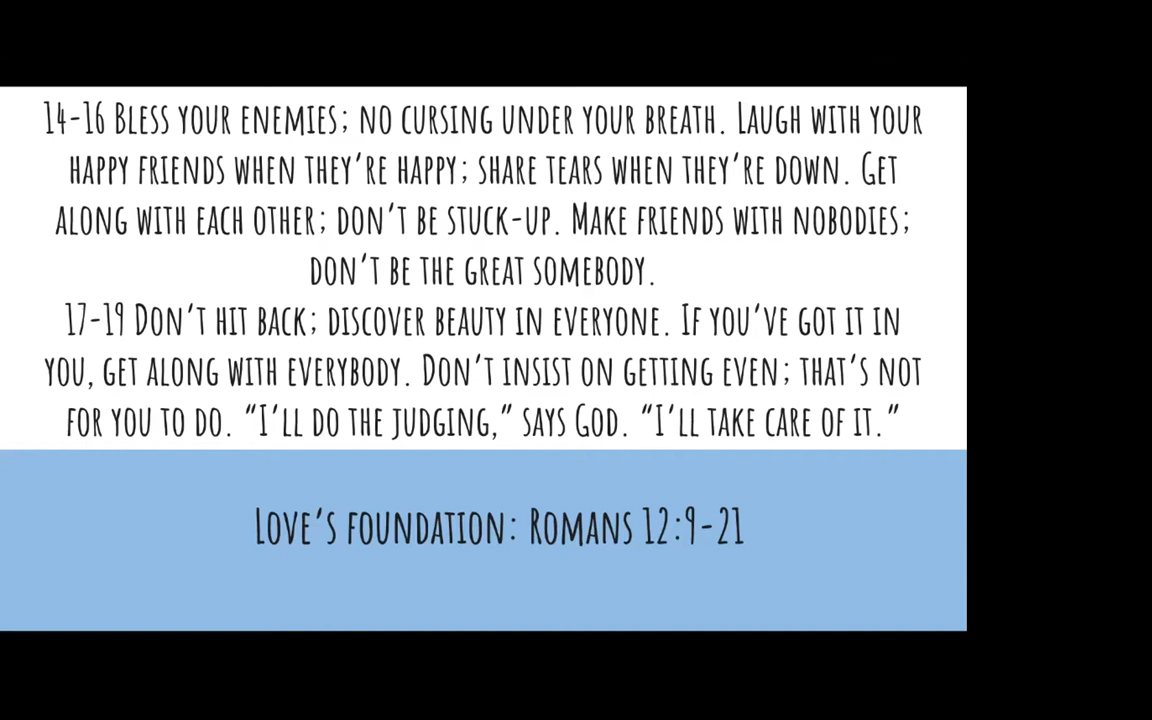 14-16 Bless your enemies; no cursing under your breath. Laugh with your
happy friends when they're happy; share tears when they're down. Get
along with each other; don't be stuck-up. Make friends with nobodies;
don't be the great somebody.
17-19 Don't hit back; discover beauty in everyone. If you've got it in
you, get along with everybody. Don't insist on getting even; that's not
for you to do. “I'll do the judging,” says God. “I'll take care of it.”
Love's foundation: Romans 12:9-21